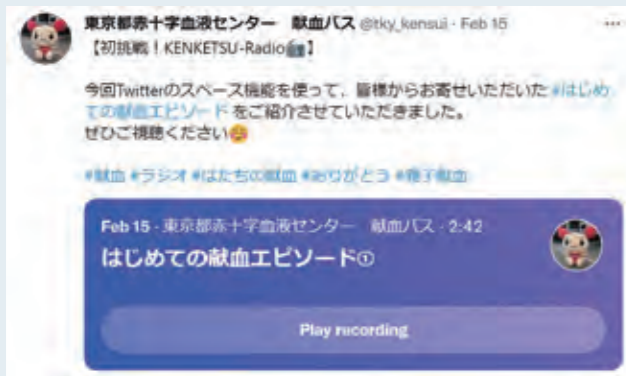 東京都赤十字血液センター　献血バス @tky_kensui · Feb 15
【初挑戦！KENKETSU-Radio📻】
今回Twitterのスペース機能を使って、皆様からお寄せいただいた #はじめ
ての献血エピソード をご紹介させていただきました。
ぜひご視聴ください😊
#献血 #ラジオ #はたちの献血 #ありがとう #種子献血
Feb 15 · 東京都赤十字血液センター　献血バス · 2:42
はじめての献血エピソード①
Play recording